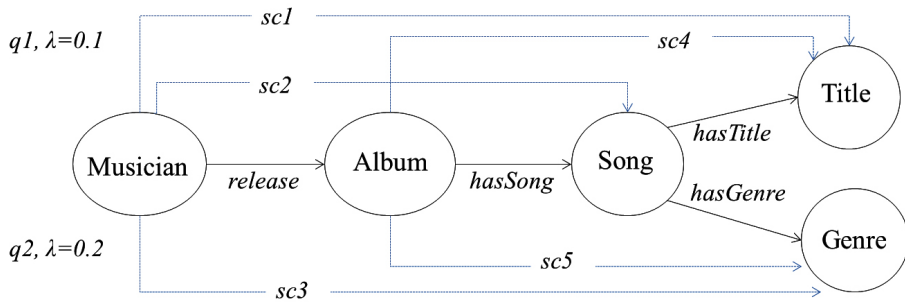 sc1
q1, λ=0.1
sc4
sc2
Title
hasTitle
Musician
Album
Song
release
hasSong
hasGenre
q2, λ=0.2
Genre
sc5
sc3